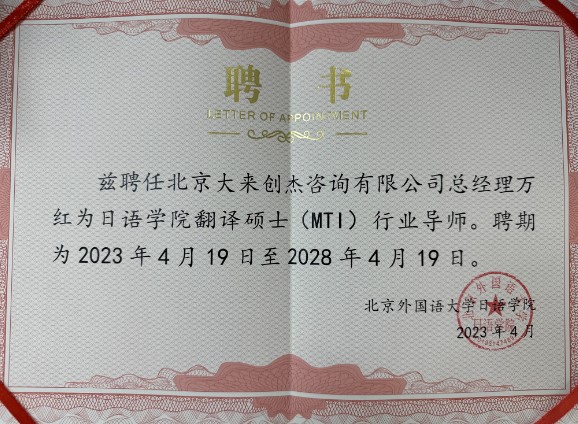 聘 书
LETTER OF APPOINTMENT
兹聘任北京大来创杰咨询有限公司总经理万
红为日语学院翻译硕士（MTI）行业导师。聘期
为2023年4月19日至2028年4月19日。
北京外国语大学日语学院
2023年4月
日语学院